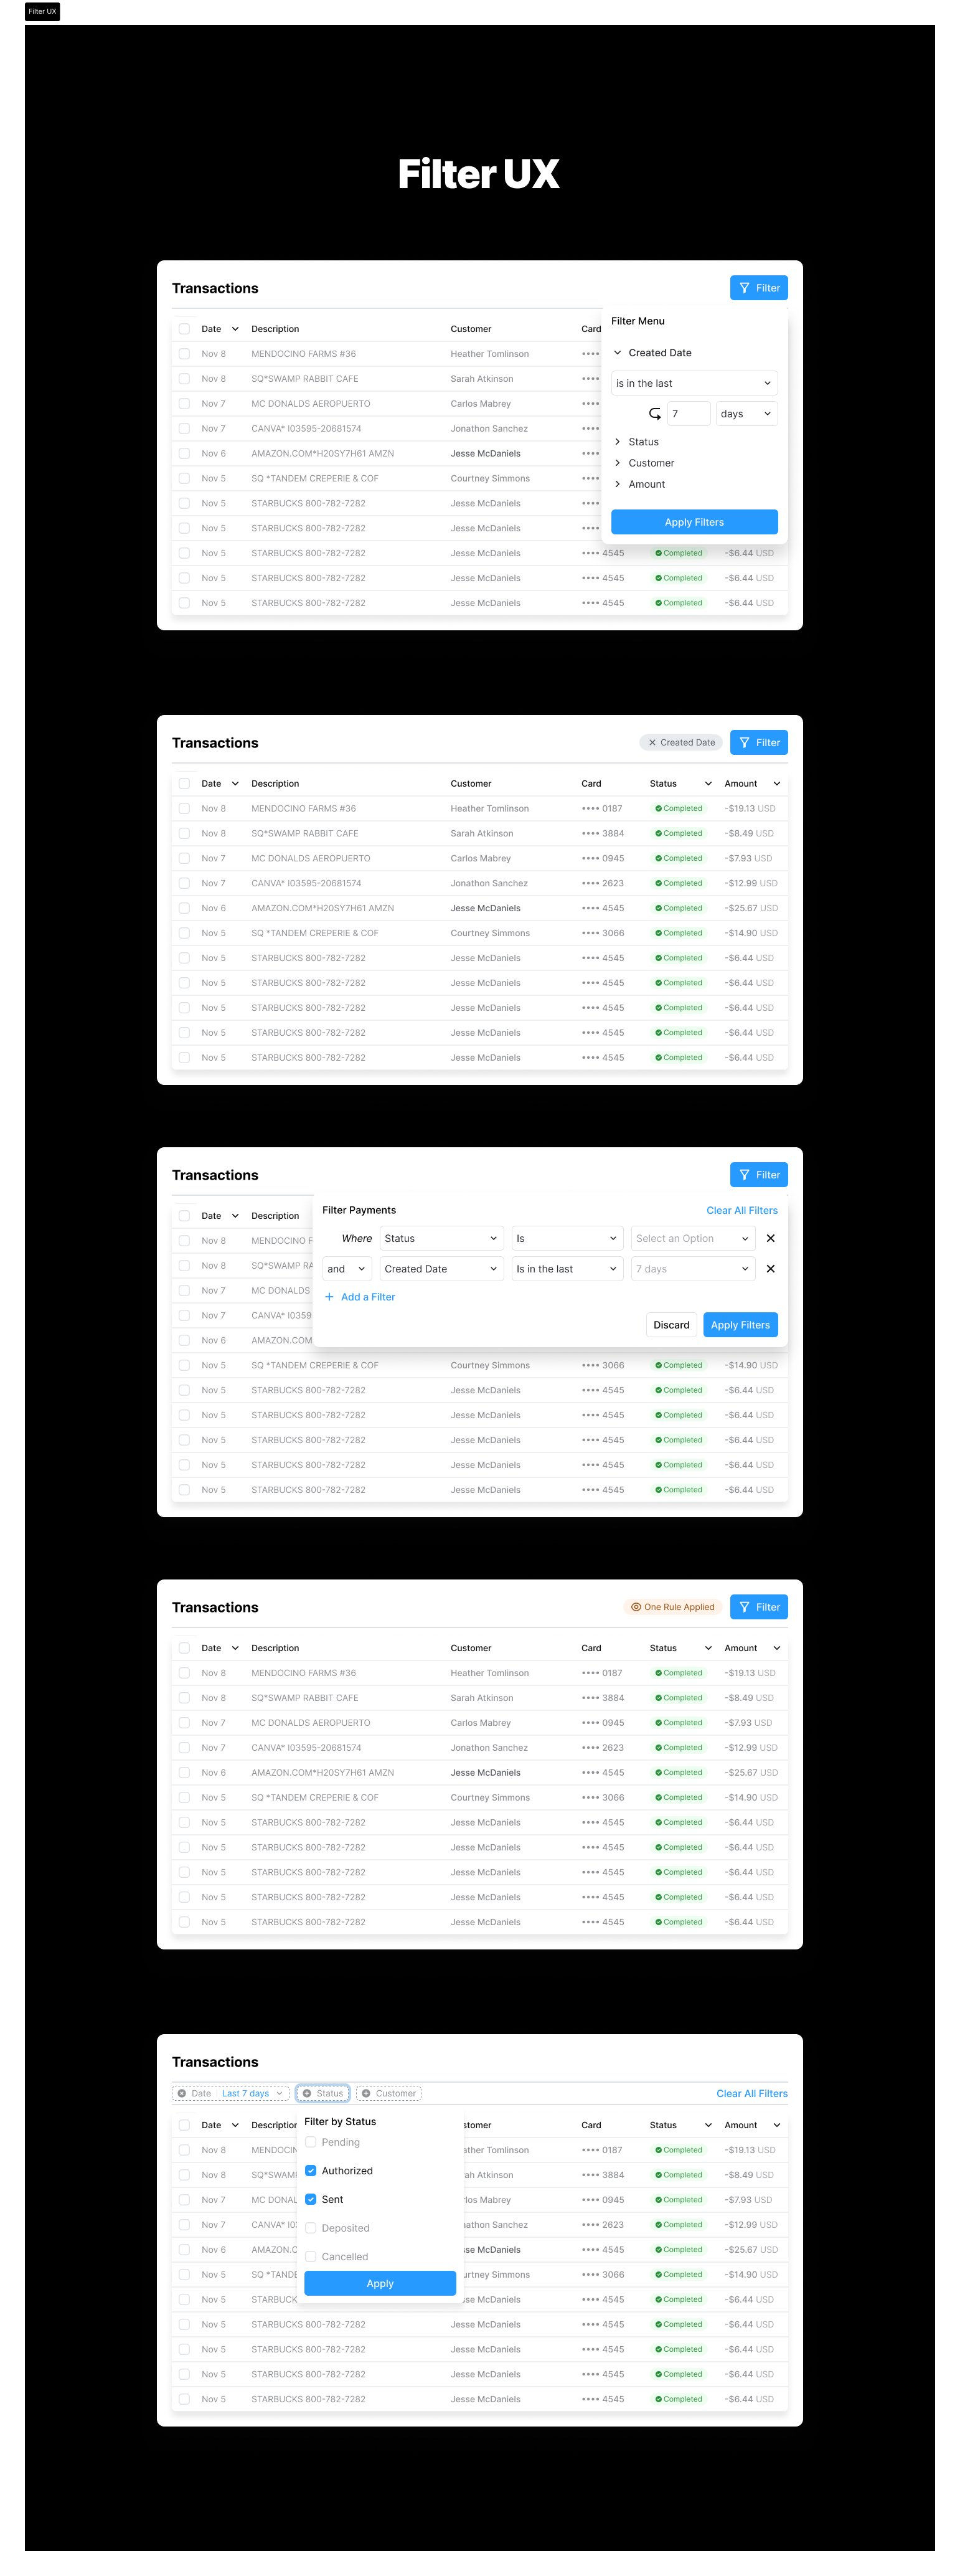 Filter UX
Filter UX
Transactions
Filter
Date Description Customer Card
Filter Menu
Created Date
is in the last
7 days
Status
Customer
Amount
Apply Filters
Nov 8 MENDOCINO FARMS #36 Heather Tomlinson ••••
Nov 8 SQ*SWAMP RABBIT CAFE Sarah Atkinson ••••
Nov 7 MC DONALDS AEROPUERTO Carlos Mabrey ••••
Nov 7 CANVA* I03595-20681574 Jonathon Sanchez ••••
Nov 6 AMAZON.COM*H20SY7H61 AMZN Jesse McDaniels ••••
Nov 5 SQ *TANDEM CREPERIE & COF Courtney Simmons ••••
Nov 5 STARBUCKS 800-782-7282 Jesse McDaniels ••••
Nov 5 STARBUCKS 800-782-7282 Jesse McDaniels ••••
Nov 5 STARBUCKS 800-782-7282 Jesse McDaniels •••• 4545 Completed -$6.44 USD
Nov 5 STARBUCKS 800-782-7282 Jesse McDaniels •••• 4545 Completed -$6.44 USD
Nov 5 STARBUCKS 800-782-7282 Jesse McDaniels •••• 4545 Completed -$6.44 USD
Transactions
Created Date
Filter
Date Description Customer Card Status Amount
Nov 8 MENDOCINO FARMS #36 Heather Tomlinson •••• 0187 Completed -$19.13 USD
Nov 8 SQ*SWAMP RABBIT CAFE Sarah Atkinson •••• 3884 Completed -$8.49 USD
Nov 7 MC DONALDS AEROPUERTO Carlos Mabrey •••• 0945 Completed -$7.93 USD
Nov 7 CANVA* I03595-20681574 Jonathon Sanchez •••• 2623 Completed -$12.99 USD
Nov 6 AMAZON.COM*H20SY7H61 AMZN Jesse McDaniels •••• 4545 Completed -$25.67 USD
Nov 5 SQ *TANDEM CREPERIE & COF Courtney Simmons •••• 3066 Completed -$14.90 USD
Nov 5 STARBUCKS 800-782-7282 Jesse McDaniels •••• 4545 Completed -$6.44 USD
Nov 5 STARBUCKS 800-782-7282 Jesse McDaniels •••• 4545 Completed -$6.44 USD
Nov 5 STARBUCKS 800-782-7282 Jesse McDaniels •••• 4545 Completed -$6.44 USD
Nov 5 STARBUCKS 800-782-7282 Jesse McDaniels •••• 4545 Completed -$6.44 USD
Nov 5 STARBUCKS 800-782-7282 Jesse McDaniels •••• 4545 Completed -$6.44 USD
Transactions
Filter
Date Description
Filter Payments Clear All Filters
Where Status Is Select an Option
and Created Date Is in the last 7 days
Add a Filter
Discard Apply Filters
Nov 8 MENDOCINO F
Nov 8 SQ*SWAMP RA
Nov 7 MC DONALDS
Nov 7 CANVA* I0359
Nov 6 AMAZON.COM
Nov 5 SQ *TANDEM CREPERIE & COF Courtney Simmons •••• 3066 Completed -$14.90 USD
Nov 5 STARBUCKS 800-782-7282 Jesse McDaniels •••• 4545 Completed -$6.44 USD
Nov 5 STARBUCKS 800-782-7282 Jesse McDaniels •••• 4545 Completed -$6.44 USD
Nov 5 STARBUCKS 800-782-7282 Jesse McDaniels •••• 4545 Completed -$6.44 USD
Nov 5 STARBUCKS 800-782-7282 Jesse McDaniels •••• 4545 Completed -$6.44 USD
Nov 5 STARBUCKS 800-782-7282 Jesse McDaniels •••• 4545 Completed -$6.44 USD
Transactions
One Rule Applied
Filter
Date Description Customer Card Status Amount
Nov 8 MENDOCINO FARMS #36 Heather Tomlinson •••• 0187 Completed -$19.13 USD
Nov 8 SQ*SWAMP RABBIT CAFE Sarah Atkinson •••• 3884 Completed -$8.49 USD
Nov 7 MC DONALDS AEROPUERTO Carlos Mabrey •••• 0945 Completed -$7.93 USD
Nov 7 CANVA* I03595-20681574 Jonathon Sanchez •••• 2623 Completed -$12.99 USD
Nov 6 AMAZON.COM*H20SY7H61 AMZN Jesse McDaniels •••• 4545 Completed -$25.67 USD
Nov 5 SQ *TANDEM CREPERIE & COF Courtney Simmons •••• 3066 Completed -$14.90 USD
Nov 5 STARBUCKS 800-782-7282 Jesse McDaniels •••• 4545 Completed -$6.44 USD
Nov 5 STARBUCKS 800-782-7282 Jesse McDaniels •••• 4545 Completed -$6.44 USD
Nov 5 STARBUCKS 800-782-7282 Jesse McDaniels •••• 4545 Completed -$6.44 USD
Nov 5 STARBUCKS 800-782-7282 Jesse McDaniels •••• 4545 Completed -$6.44 USD
Nov 5 STARBUCKS 800-782-7282 Jesse McDaniels •••• 4545 Completed -$6.44 USD
Transactions
Date Last 7 days Status Customer Clear All Filters
Date Description stomer Card Status Amount
Filter by Status
Pending
Authorized
Sent
Deposited
Cancelled
Apply
Nov 8 MENDOCIN ather Tomlinson •••• 0187 Completed -$19.13 USD
Nov 8 SQ*SWAM ah Atkinson •••• 3884 Completed -$8.49 USD
Nov 7 MC DONAL los Mabrey •••• 0945 Completed -$7.93 USD
Nov 7 CANVA* I0 athon Sanchez •••• 2623 Completed -$12.99 USD
Nov 6 AMAZON.C se McDaniels •••• 4545 Completed -$25.67 USD
Nov 5 SQ *TANDE urtney Simmons •••• 3066 Completed -$14.90 USD
Nov 5 STARBUCK se McDaniels •••• 4545 Completed -$6.44 USD
Nov 5 STARBUCKS 800-782-7282 Jesse McDaniels •••• 4545 Completed -$6.44 USD
Nov 5 STARBUCKS 800-782-7282 Jesse McDaniels •••• 4545 Completed -$6.44 USD
Nov 5 STARBUCKS 800-782-7282 Jesse McDaniels •••• 4545 Completed -$6.44 USD
Nov 5 STARBUCKS 800-782-7282 Jesse McDaniels •••• 4545 Completed -$6.44 USD